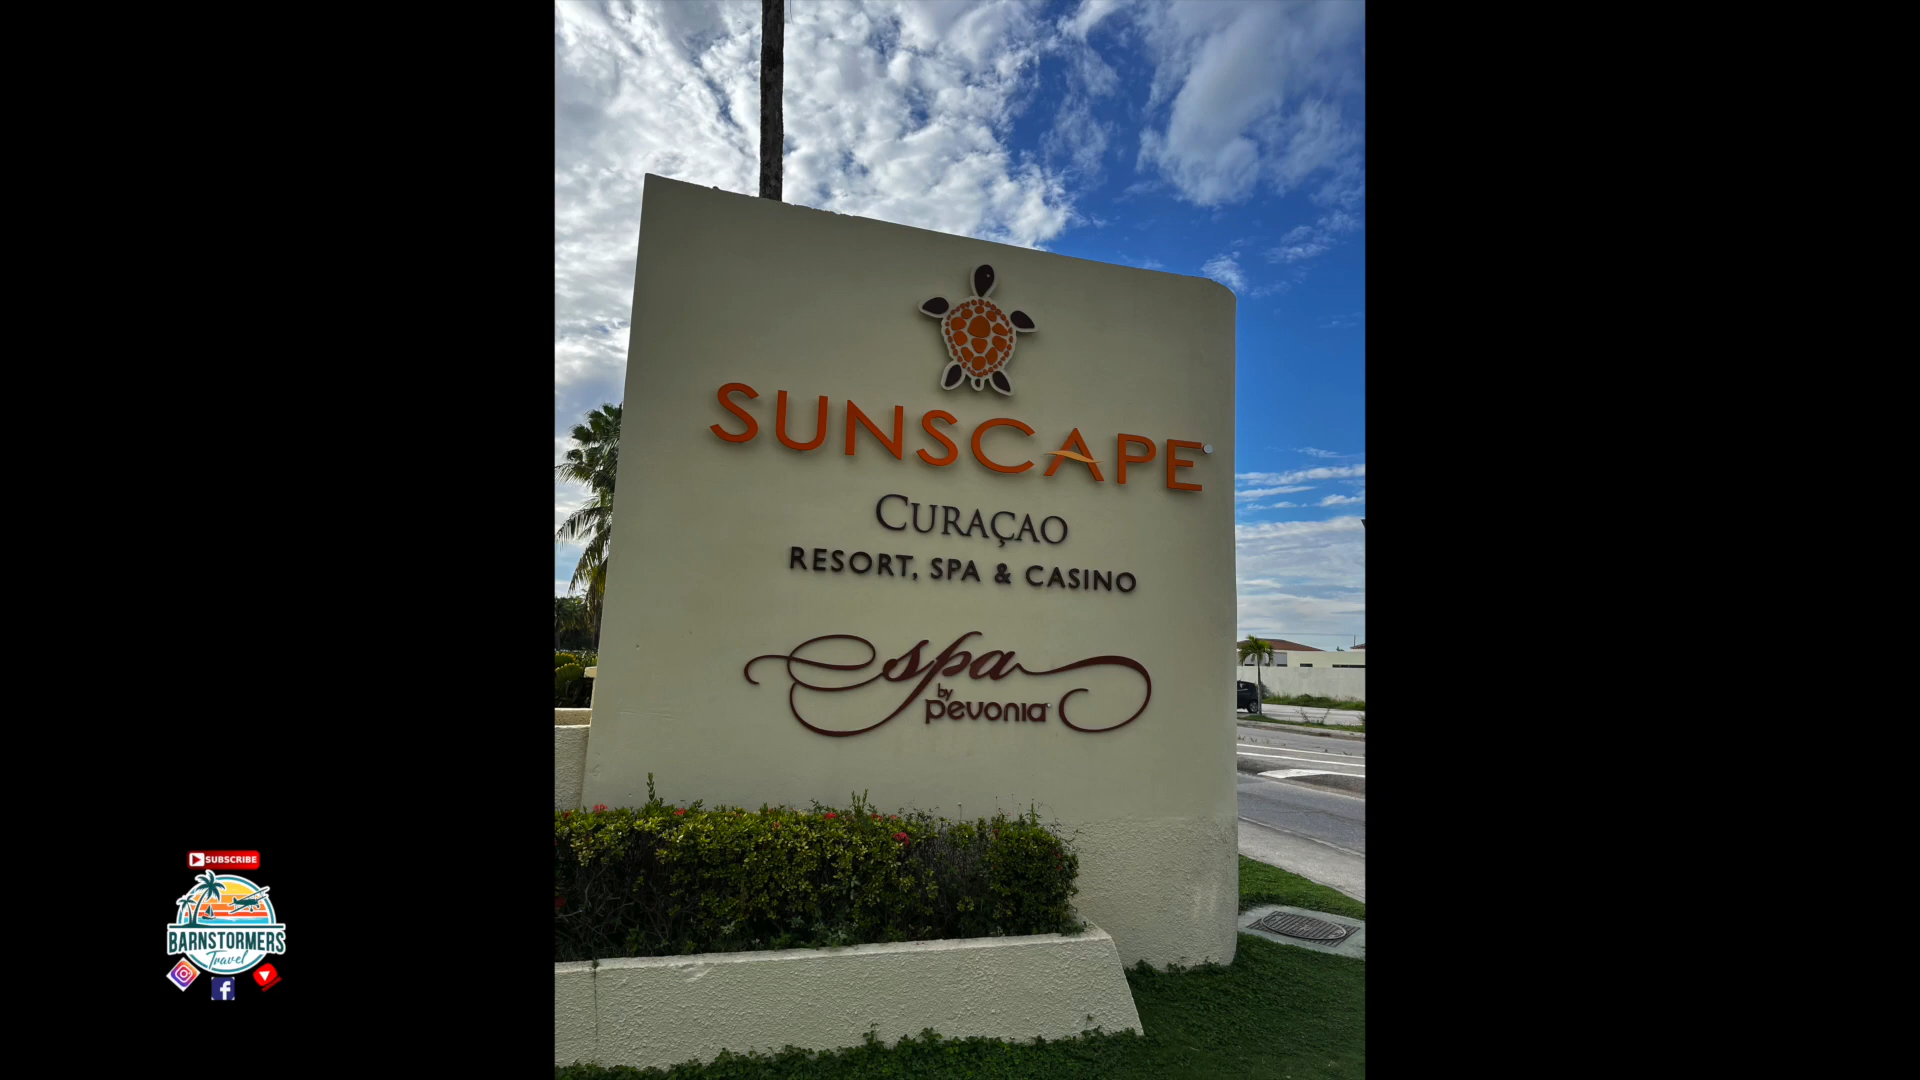 SUNSCAPE
CURAÇAO
RESORT, SPA & CASINO
spa
by
pevonia
SUBSCRIBE
BARNSTORMERS
Travel